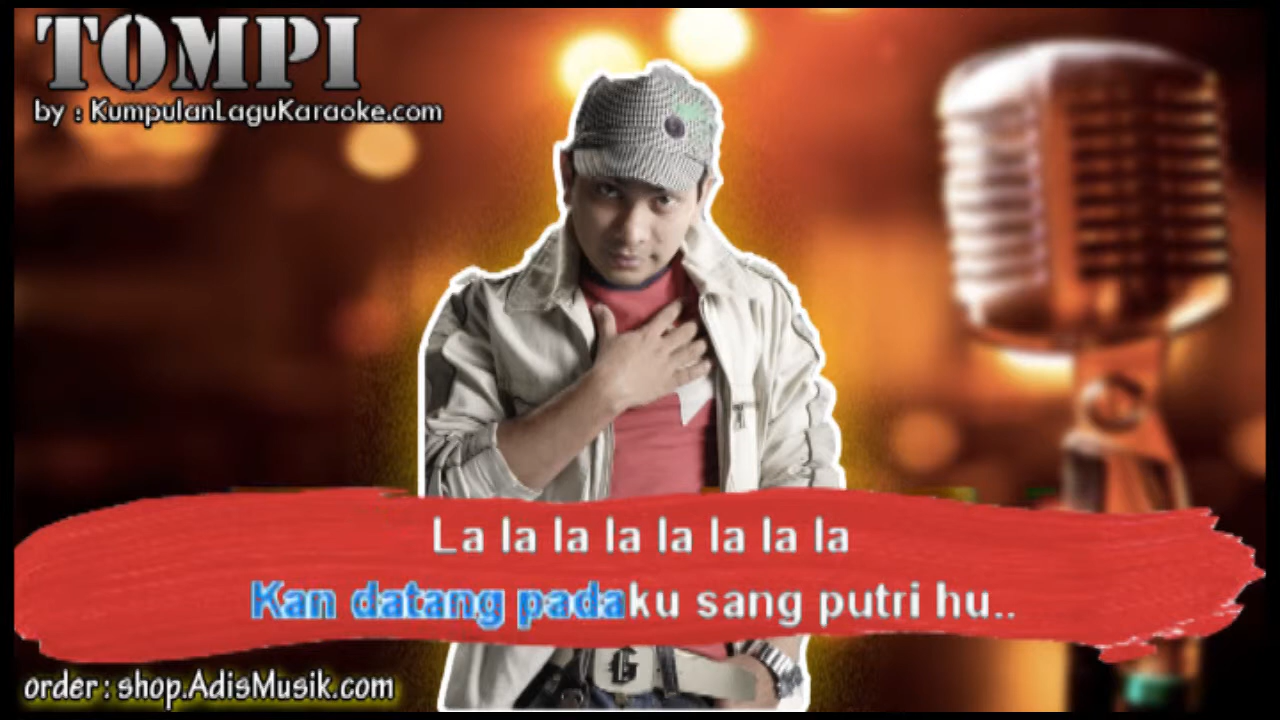 TOMPI
by : KumpulanLaguKaraoke.com
La la la la la la la la
Kan datang padaku sang putri hu..
G
order : shop.AdisMusik.com